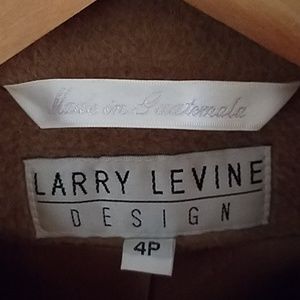 Made in Guatemala
LARRY LEVINE
DESIGN
4P